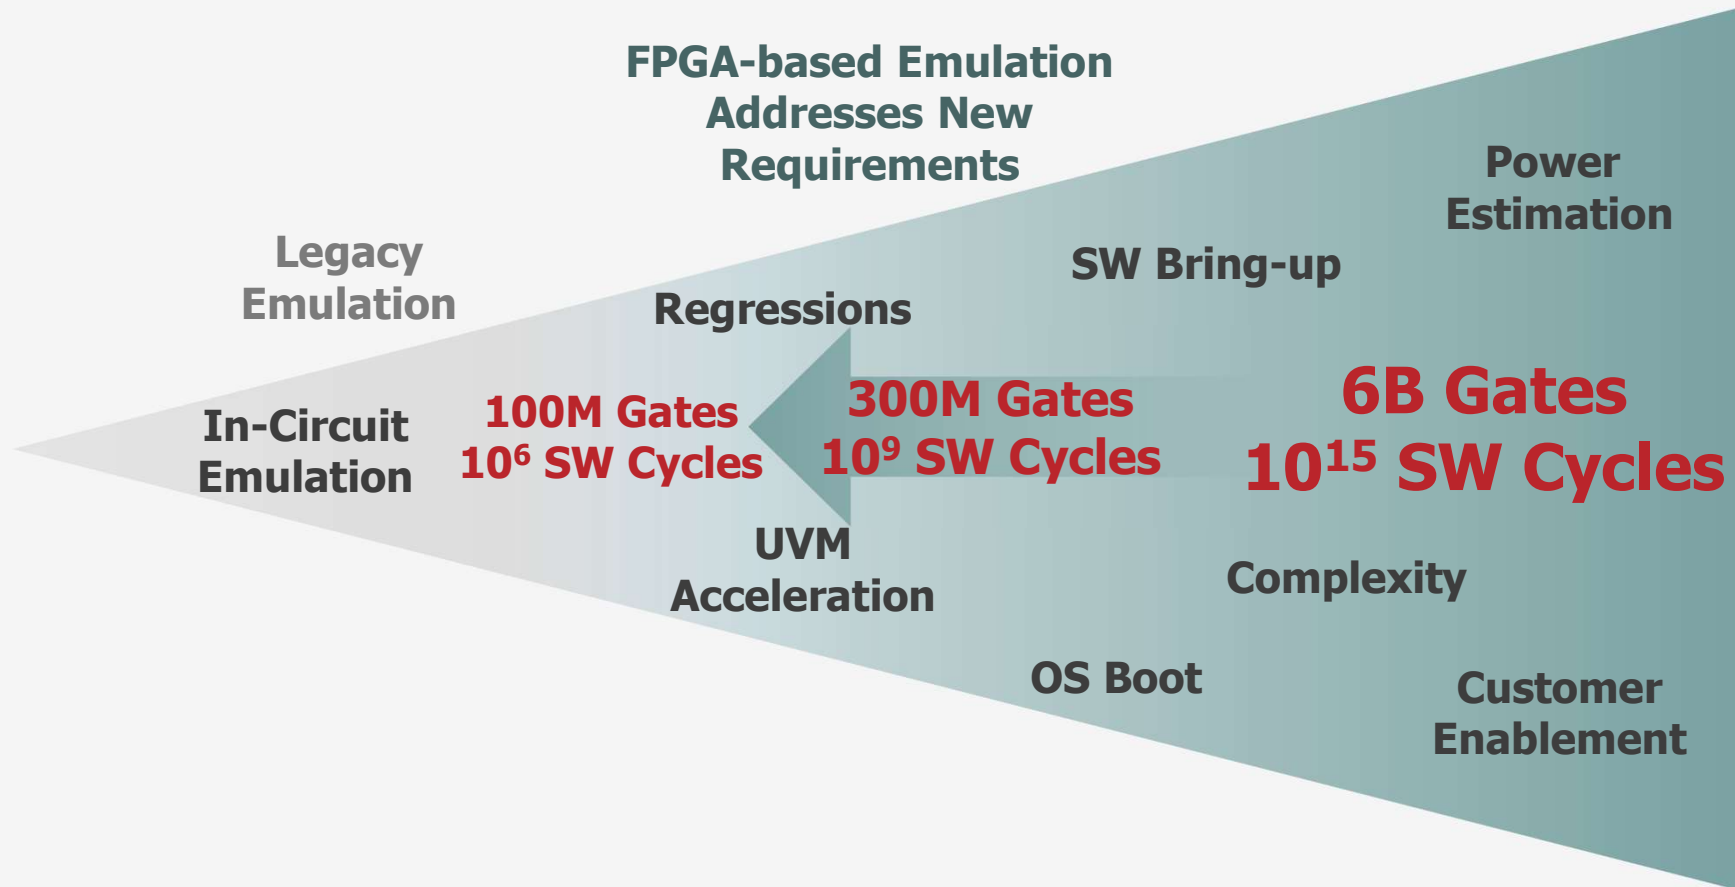 FPGA-based Emulation
Addresses New
Requirements
Legacy
Emulation
Regressions
SW Bring-up
Power
Estimation
In-Circuit
Emulation
100M Gates
10⁶ SW Cycles
300M Gates
10⁹ SW Cycles
6B Gates
10¹⁵ SW Cycles
UVM
Acceleration
Complexity
OS Boot
Customer
Enablement